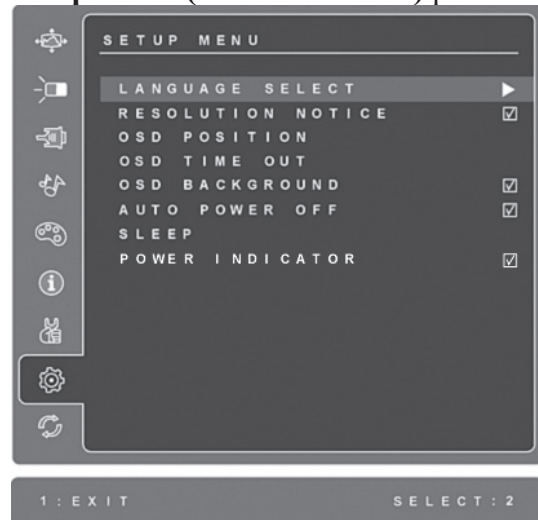 SETUP MENU
LANGUAGE SELECT
RESOLUTION NOTICE
OSD POSITION
OSD TIME OUT
OSD BACKGROUND
AUTO POWER OFF
SLEEP
POWER INDICATOR
1:EXIT SELECT:2